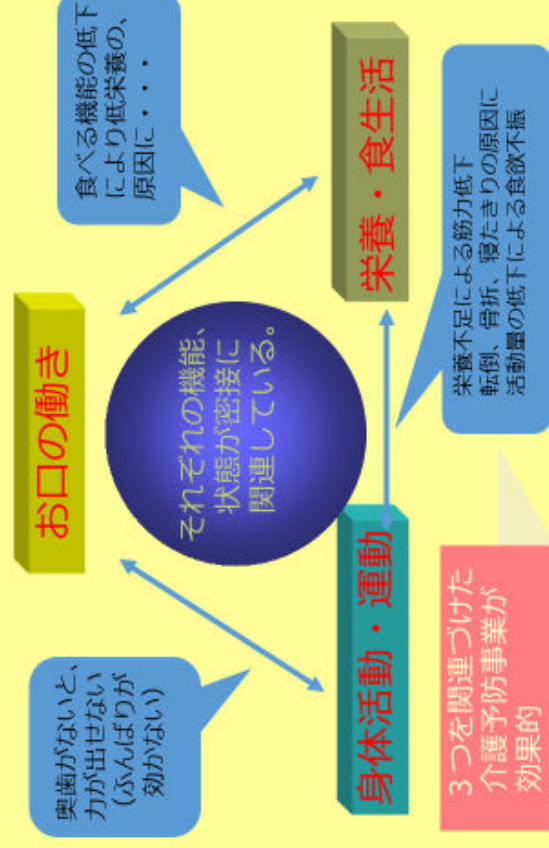 お口の働き
奥歯がないと、
力が出せない
(ふんばりが
効かない)
食べる機能の低下
により低栄養の、
原因に・・・
それぞれの機能、
状態が密接に
関連している。
身体活動・運動
栄養・食生活
3つを関連づけた
介護予防事業が
効果的
栄養不足による筋力低下
転倒、骨折、寝たきりの原因に
活動量の低下による食欲不振